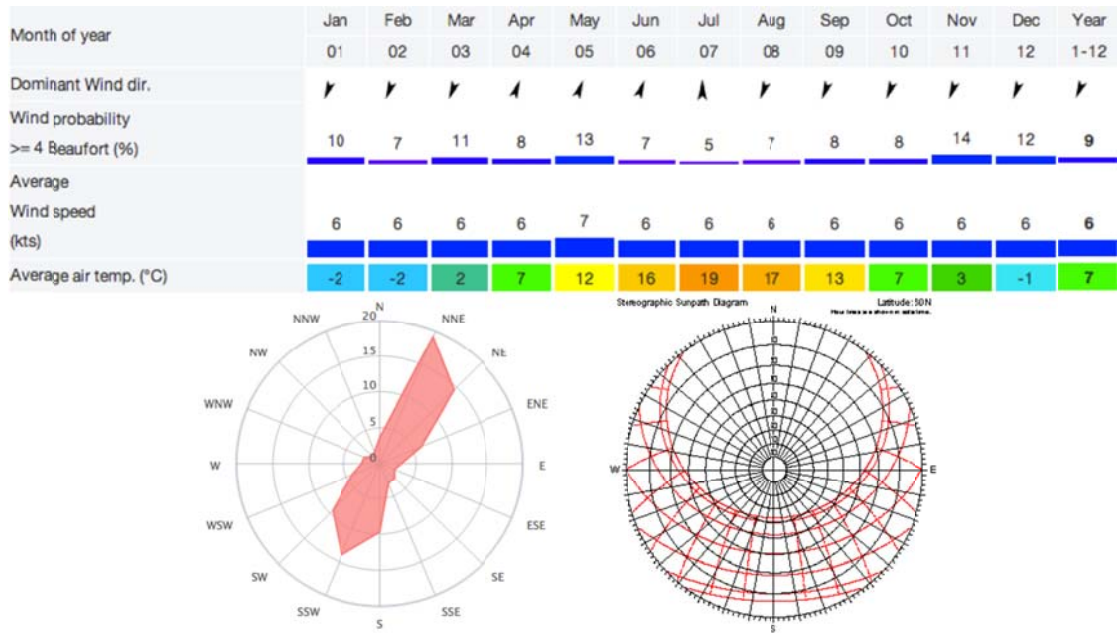 Month of year Jan Feb Mar Apr May Jun Jul Aug Sep Oct Nov Dec Year
01 02 03 04 05 06 07 08 09 10 11 12 1-12
Dominant Wind dir.
Wind probability
>= 4 Beaufort (%) 10 7 11 8 13 7 5 7 8 8 14 12 9
Average
Wind speed
(kts) 6 6 6 6 7 6 6 6 6 6 6 6 6
Average air temp. (°C) -2 -2 2 7 12 16 19 17 13 7 3 -1 7
N
NNE
NE
ENE
E
ESE
SE
SSE
S
SSW
SW
WSW
W
WNW
NW
NNW
20
15
10
5
0
Stereographic Sunpath Diagram
Latitude: 50 N
N
W
E
S